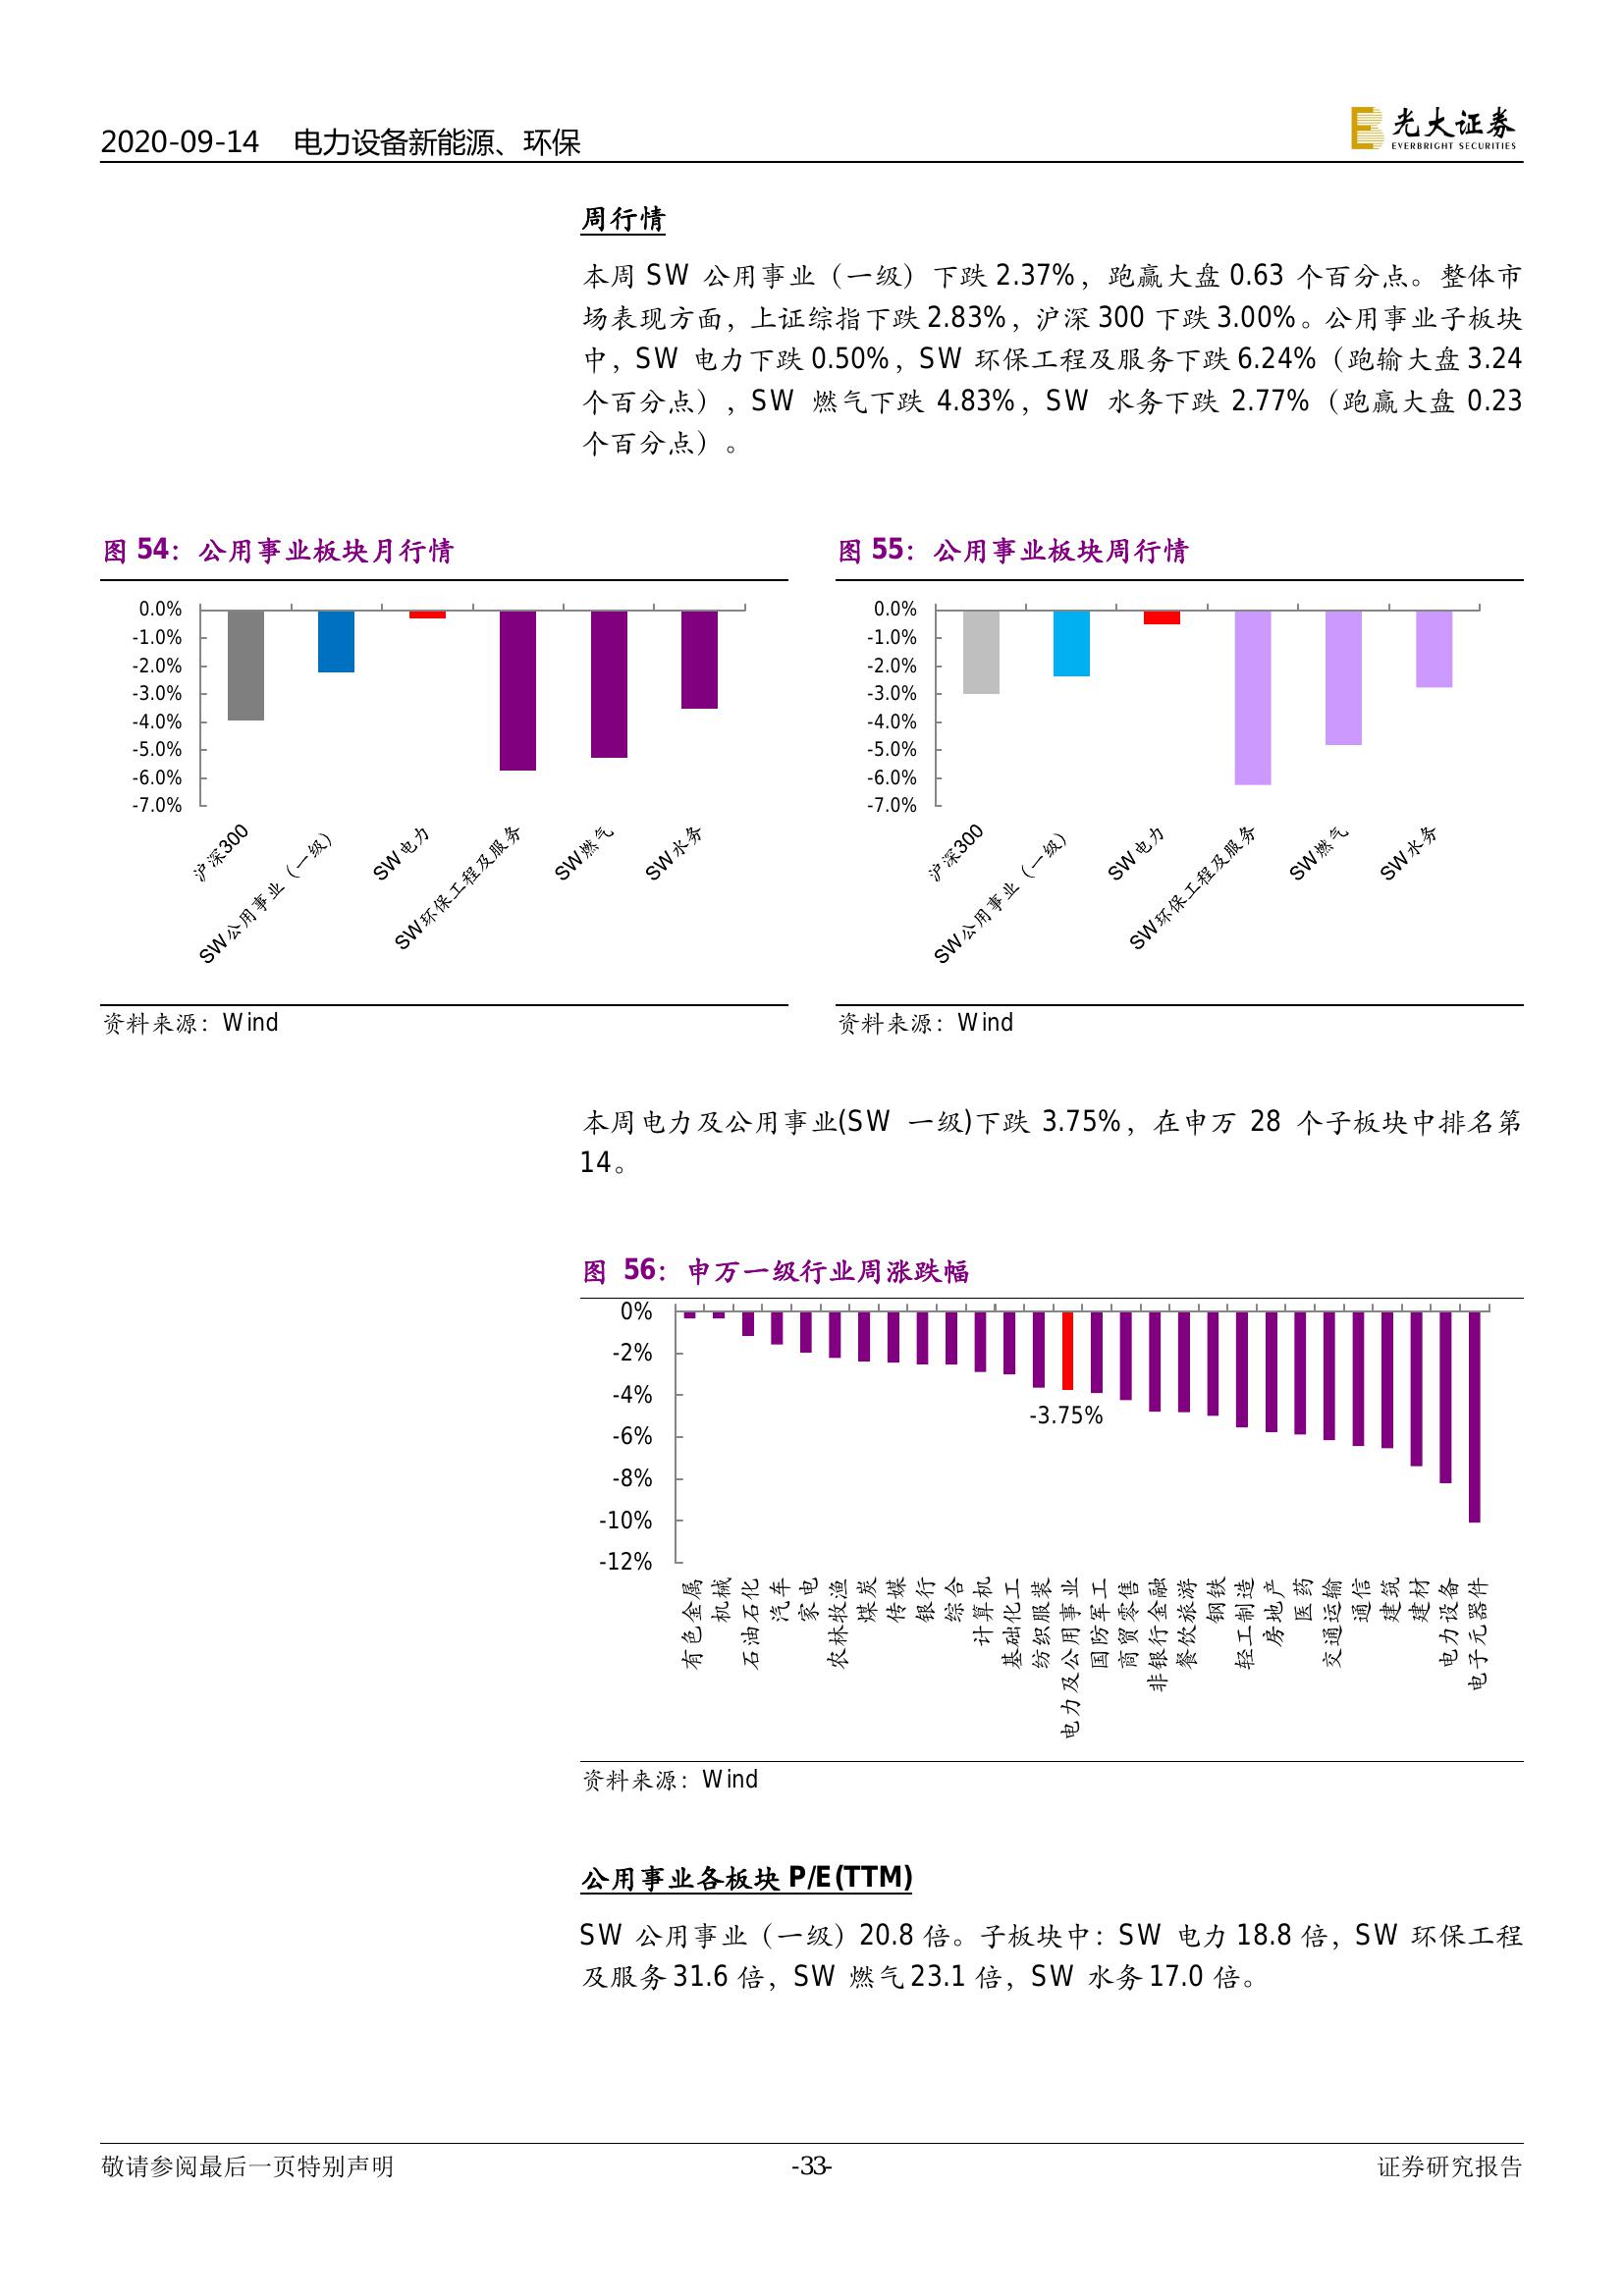 2020-09-14 电力设备新能源、环保
光大证券
EVERBRIGHT SECURITIES
周行情
本周 SW 公用事业（一级）下跌 2.37%，跑赢大盘 0.63 个百分点。整体市
场表现方面，上证综指下跌 2.83%，沪深 300 下跌 3.00%。公用事业子板块
中，SW 电力下跌 0.50%，SW 环保工程及服务下跌 6.24%（跑输大盘 3.24
个百分点），SW 燃气下跌 4.83%，SW 水务下跌 2.77%（跑赢大盘 0.23
个百分点）。
图 54：公用事业板块月行情
0.0%
-1.0%
-2.0%
-3.0%
-4.0%
-5.0%
-6.0%
-7.0%
沪深300
SW公用事业（一级）
SW电力
SW环保工程及服务
SW燃气
SW水务
资料来源：Wind
图 55：公用事业板块周行情
0.0%
-1.0%
-2.0%
-3.0%
-4.0%
-5.0%
-6.0%
-7.0%
沪深300
SW公用事业（一级）
SW电力
SW环保工程及服务
SW燃气
SW水务
资料来源：Wind
本周电力及公用事业(SW 一级)下跌 3.75%，在申万 28 个子板块中排名第
14。
图 56：申万一级行业周涨跌幅
0%
-2%
-4%
-6%
-8%
-10%
-12%
-3.75%
有色金属
机械
石油石化
汽车
家电
农林牧渔
煤炭
传媒
银行
综合
计算机
基础化工
纺织服装
电力及公用事业
国防军工
商贸零售
非银行金融
餐饮旅游
钢铁
轻工制造
房地产
医药
交通运输
通信
建筑
建材
电力设备
电子元器件
资料来源：Wind
公用事业各板块 P/E(TTM)
SW 公用事业（一级）20.8 倍。子板块中：SW 电力 18.8 倍，SW 环保工程
及服务 31.6 倍，SW 燃气 23.1 倍，SW 水务 17.0 倍。
敬请参阅最后一页特别声明
-33-
证券研究报告